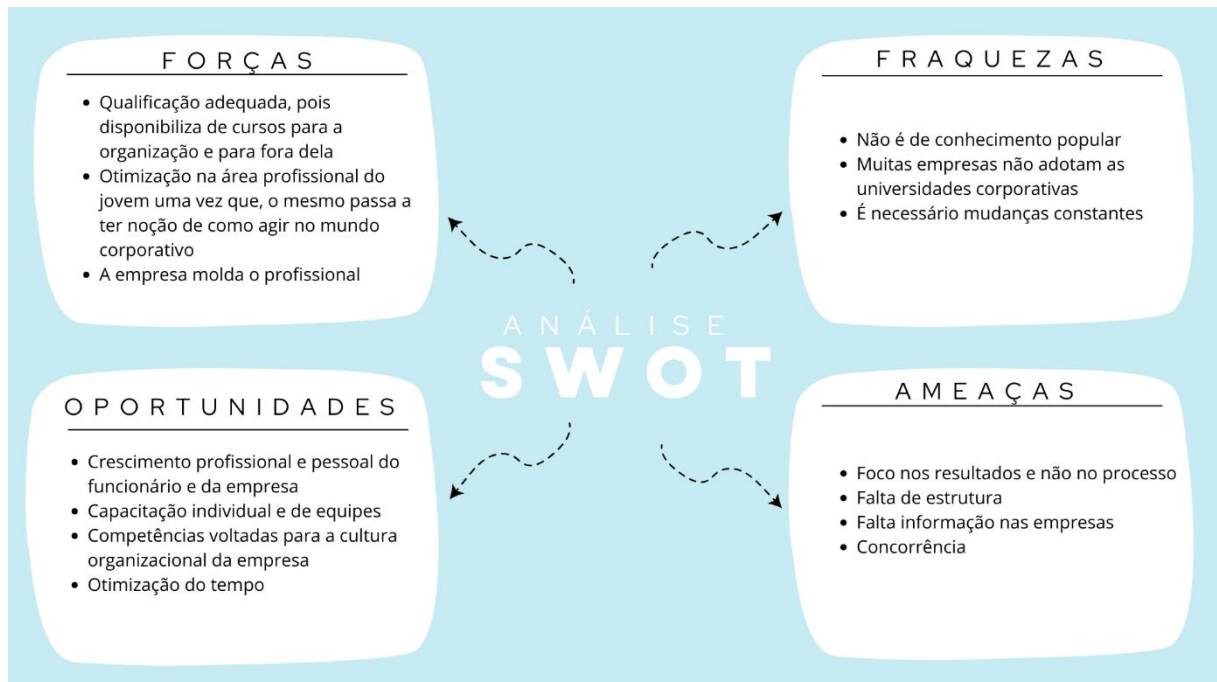 FORÇAS
• Qualificação adequada, pois
disponibiliza de cursos para a
organização e para fora dela
• Otimização na área profissional do
jovem uma vez que, o mesmo passa a
ter noção de como agir no mundo
corporativo
• A empresa molda o profissional
FRAQUEZAS
• Não é de conhecimento popular
• Muitas empresas não adotam as
universidades corporativas
• É necessário mudanças constantes
ANÁLISE
SWOT
OPORTUNIDADES
• Crescimento profissional e pessoal do
funcionário e da empresa
• Capacitação individual e de equipes
• Competências voltadas para a cultura
organizacional da empresa
• Otimização do tempo
AMEAÇAS
• Foco nos resultados e não no processo
• Falta de estrutura
• Falta informação nas empresas
• Concorrência